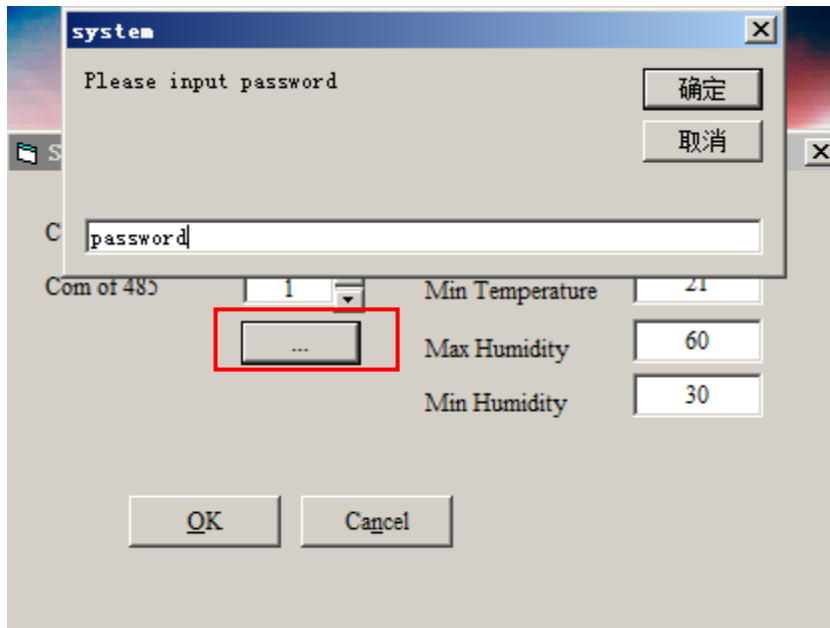 system
Please input password
确定
取消
password
S
C
Com of 485
1
Min Temperature
21
...
Max Humidity
60
Min Humidity
30
OK
Cancel